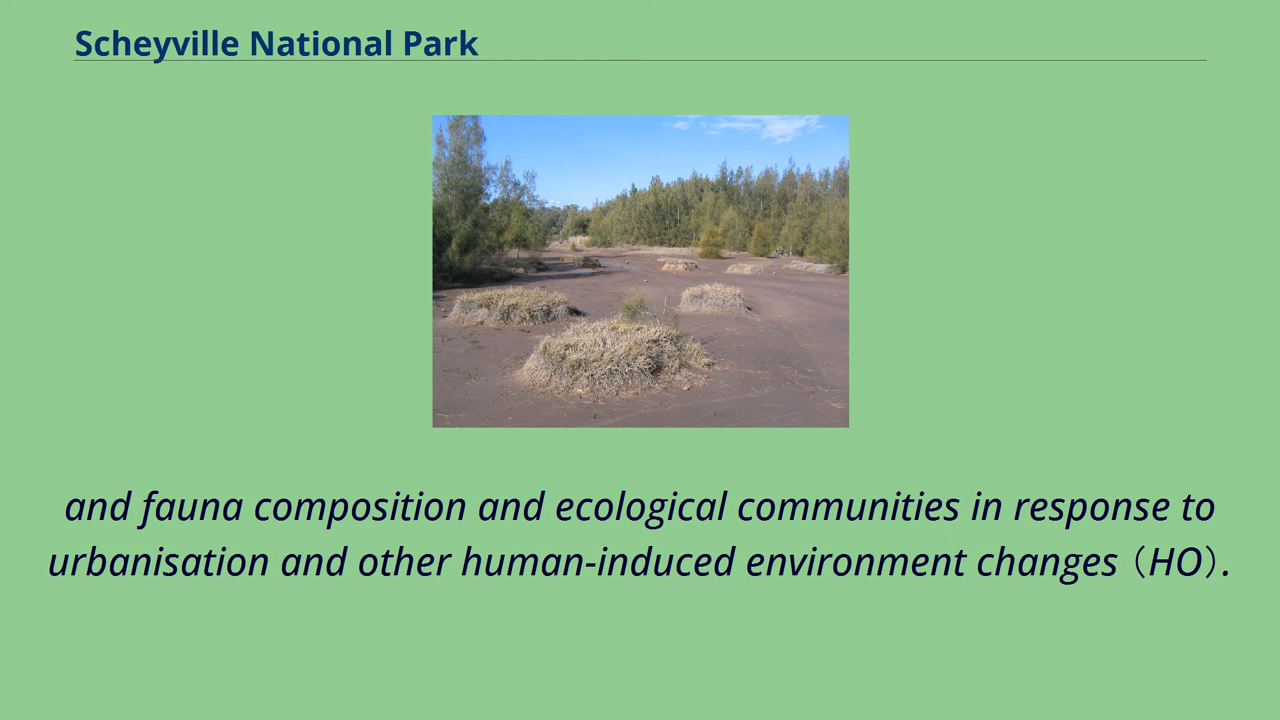 Scheyville National Park
and fauna composition and ecological communities in response to
urbanisation and other human-induced environment changes（HO）.